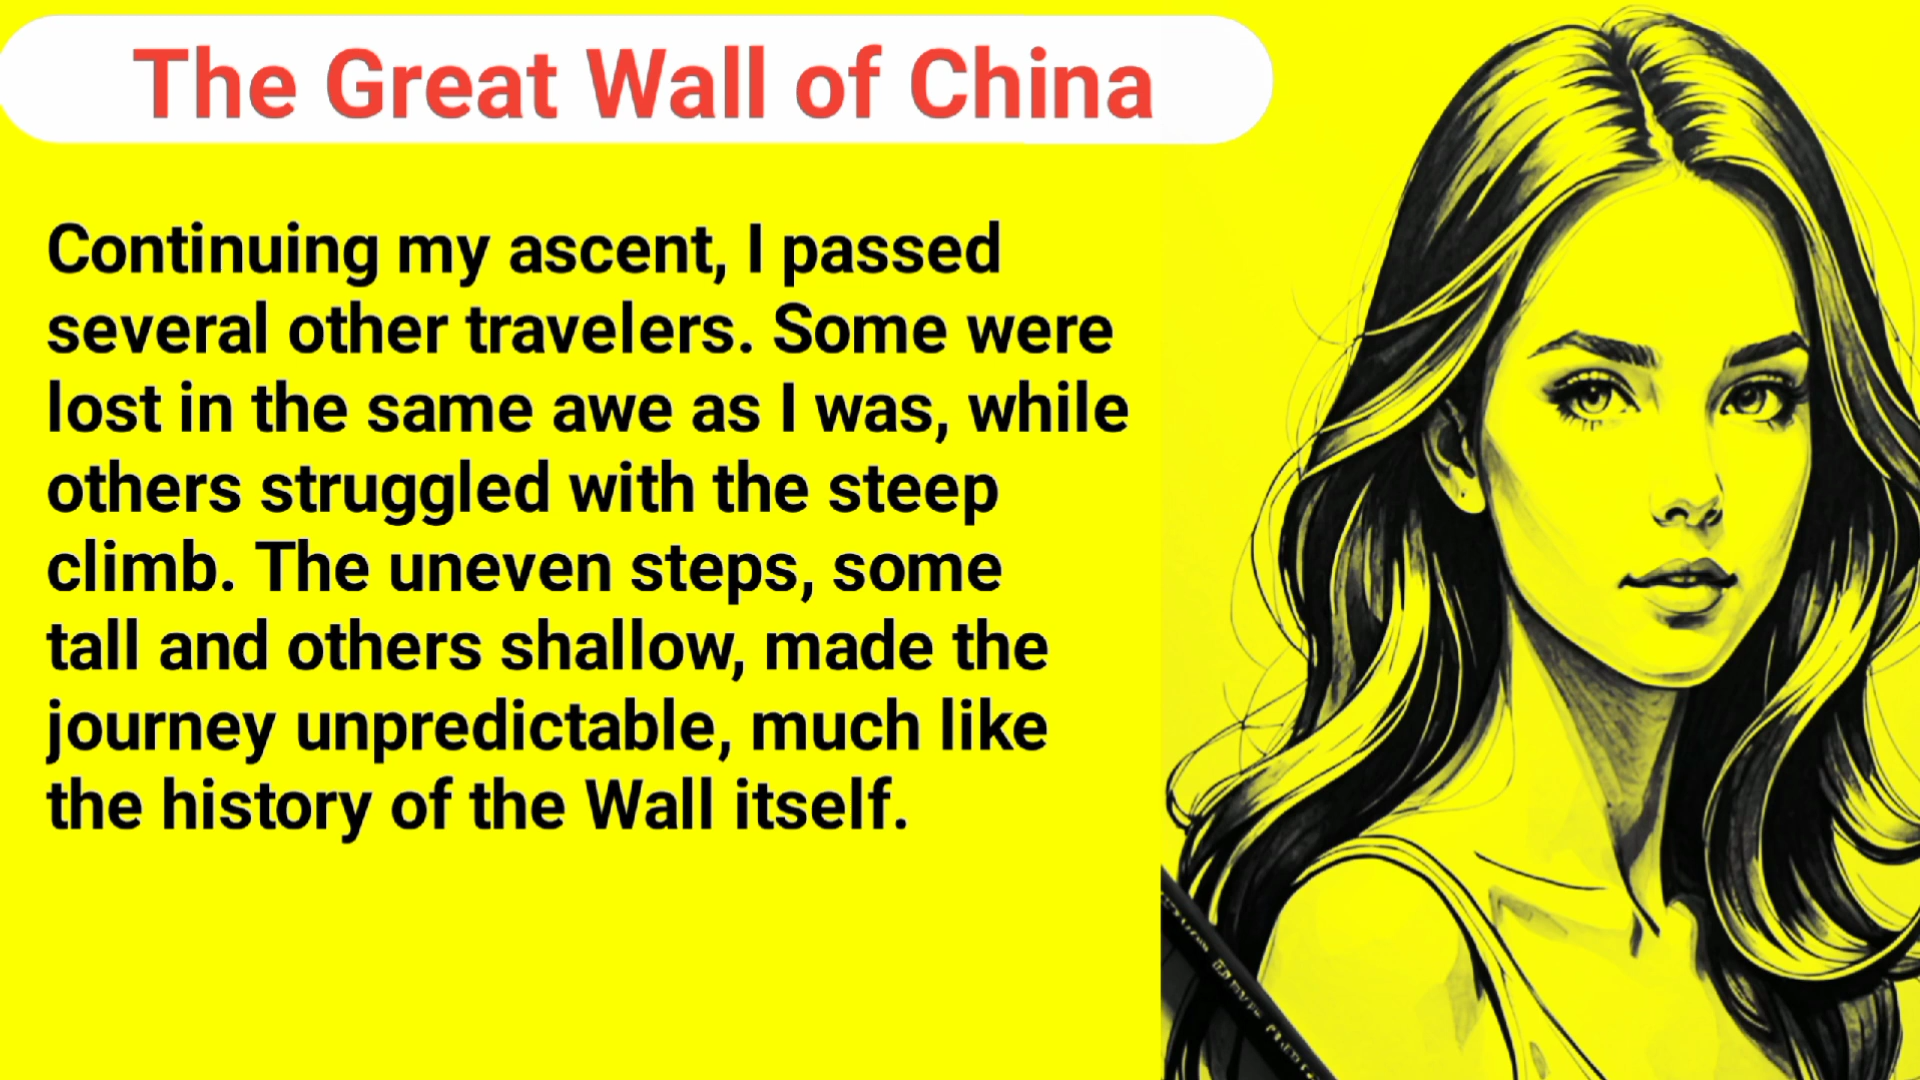 The Great Wall of China
Continuing my ascent, I passed
several other travelers. Some were
lost in the same awe as I was, while
others struggled with the steep
climb. The uneven steps, some
tall and others shallow, made the
journey unpredictable, much like
the history of the Wall itself.